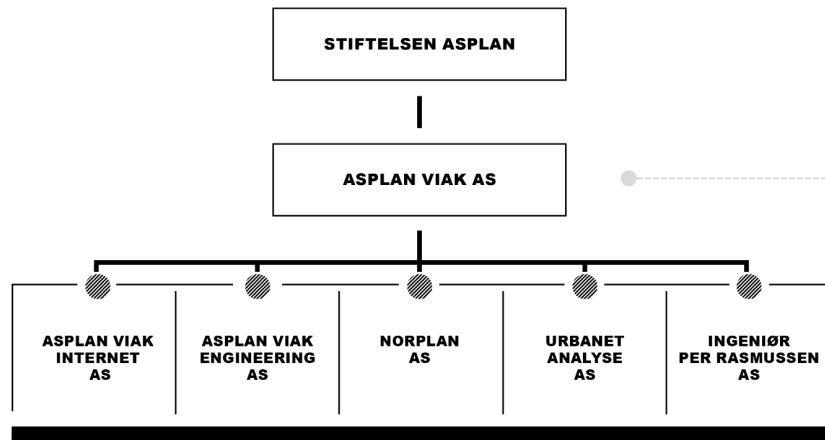 STIFTELSEN ASPLAN
ASPLAN VIAK AS
ASPLAN VIAK
INTERNET
AS
ASPLAN VIAK
ENGINEERING
AS
NORPLAN
AS
URBANET
ANALYSE
AS
INGENIØR
PER RASMUSSEN
AS